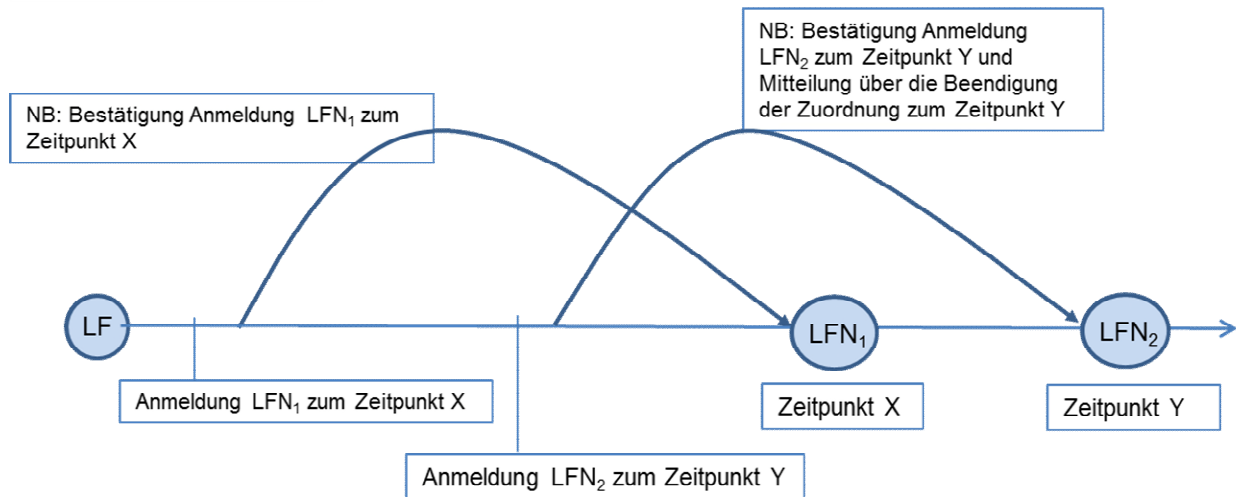 NB: Bestätigung Anmeldung
LFN₂ zum Zeitpunkt Y und
Mitteilung über die Beendigung
der Zuordnung zum Zeitpunkt Y
NB: Bestätigung Anmeldung LFN₁ zum
Zeitpunkt X
LF
LFN₁
LFN₂
Anmeldung LFN₁ zum Zeitpunkt X
Zeitpunkt X
Zeitpunkt Y
Anmeldung LFN₂ zum Zeitpunkt Y